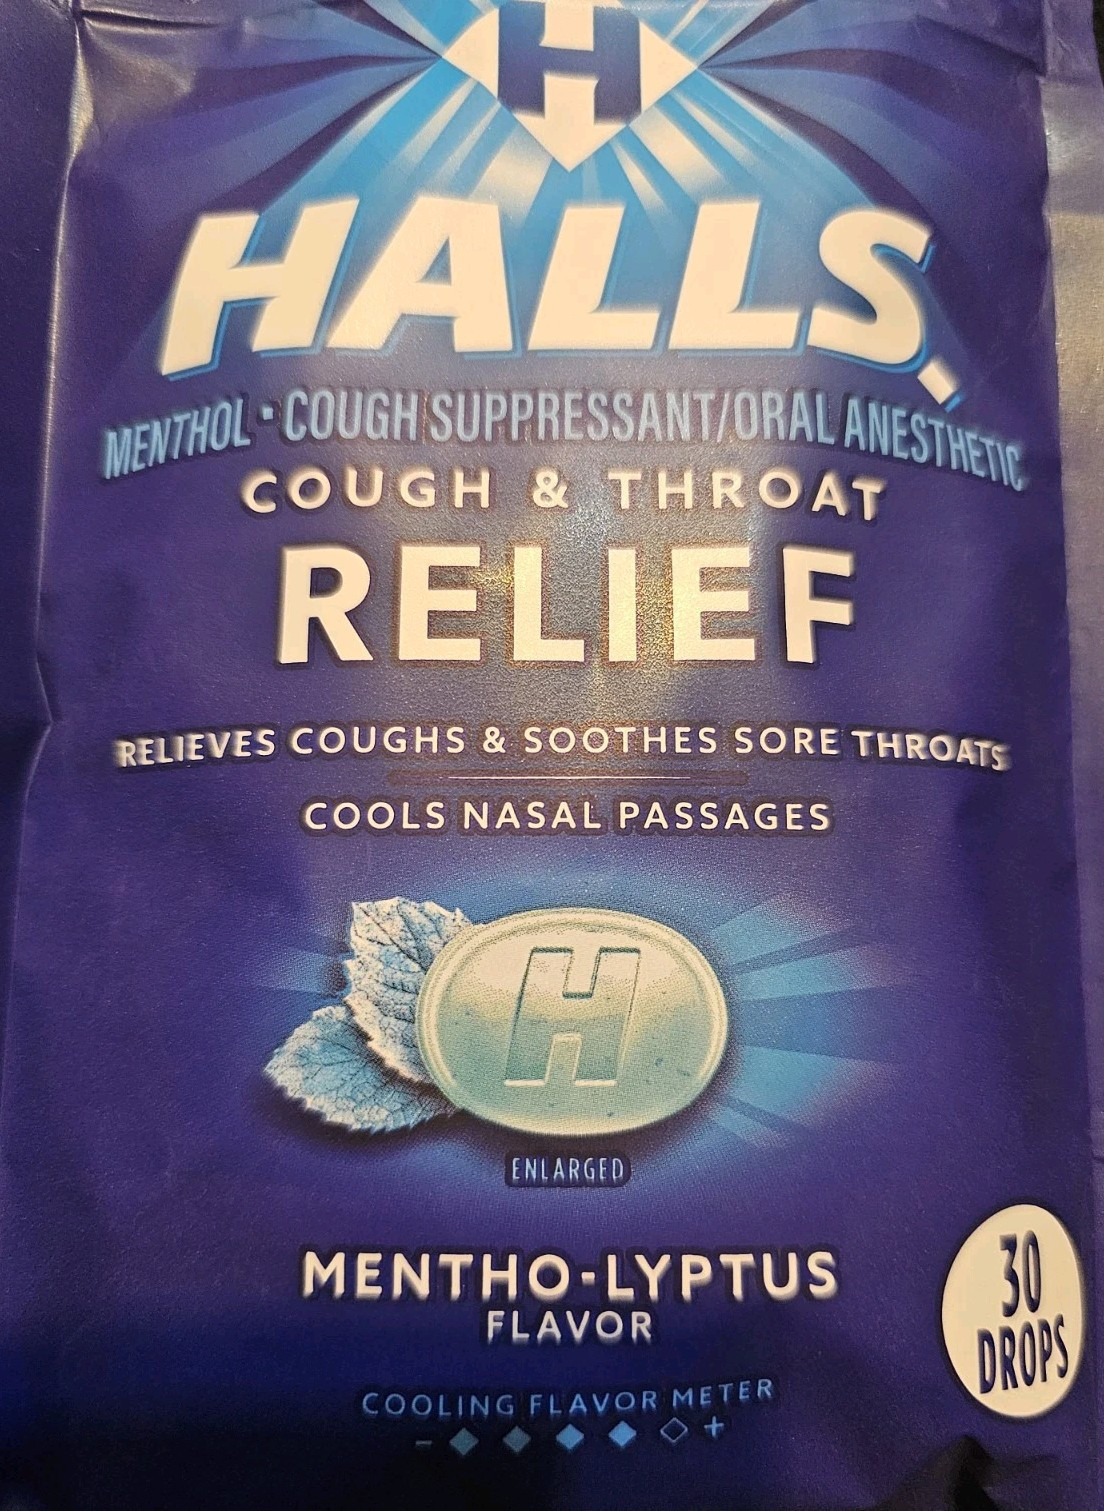 H
HALLS
MENTHOL • COUGH SUPPRESSANT/ORAL ANESTHETIC
COUGH & THROAT
RELIEF
RELIEVES COUGHS & SOOTHES SORE THROATS
COOLS NASAL PASSAGES
H
ENLARGED
MENTHO-LYPTUS
FLAVOR
30
DROPS
COOLING FLAVOR METER
- +